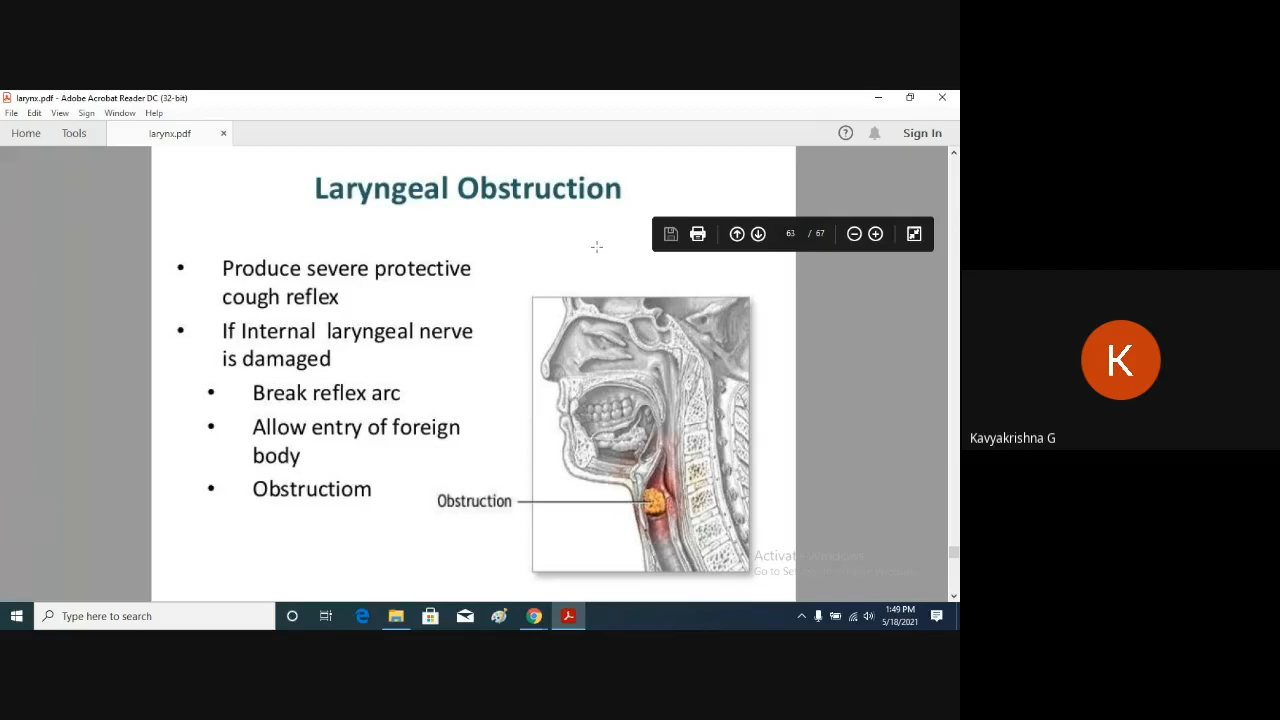 larynx.pdf - Adobe Acrobat Reader DC (32-bit)
File Edit View Sign Window Help
Home Tools larynx.pdf × ? Sign In
Laryngeal Obstruction
63 / 67
• Produce severe protective
cough reflex
• If Internal laryngeal nerve
is damaged
• Break reflex arc
• Allow entry of foreign
body
• Obstructiom
Obstruction
Activate Windows
Type here to search
1:49 PM
5/18/2021
K
Kavyakrishna G